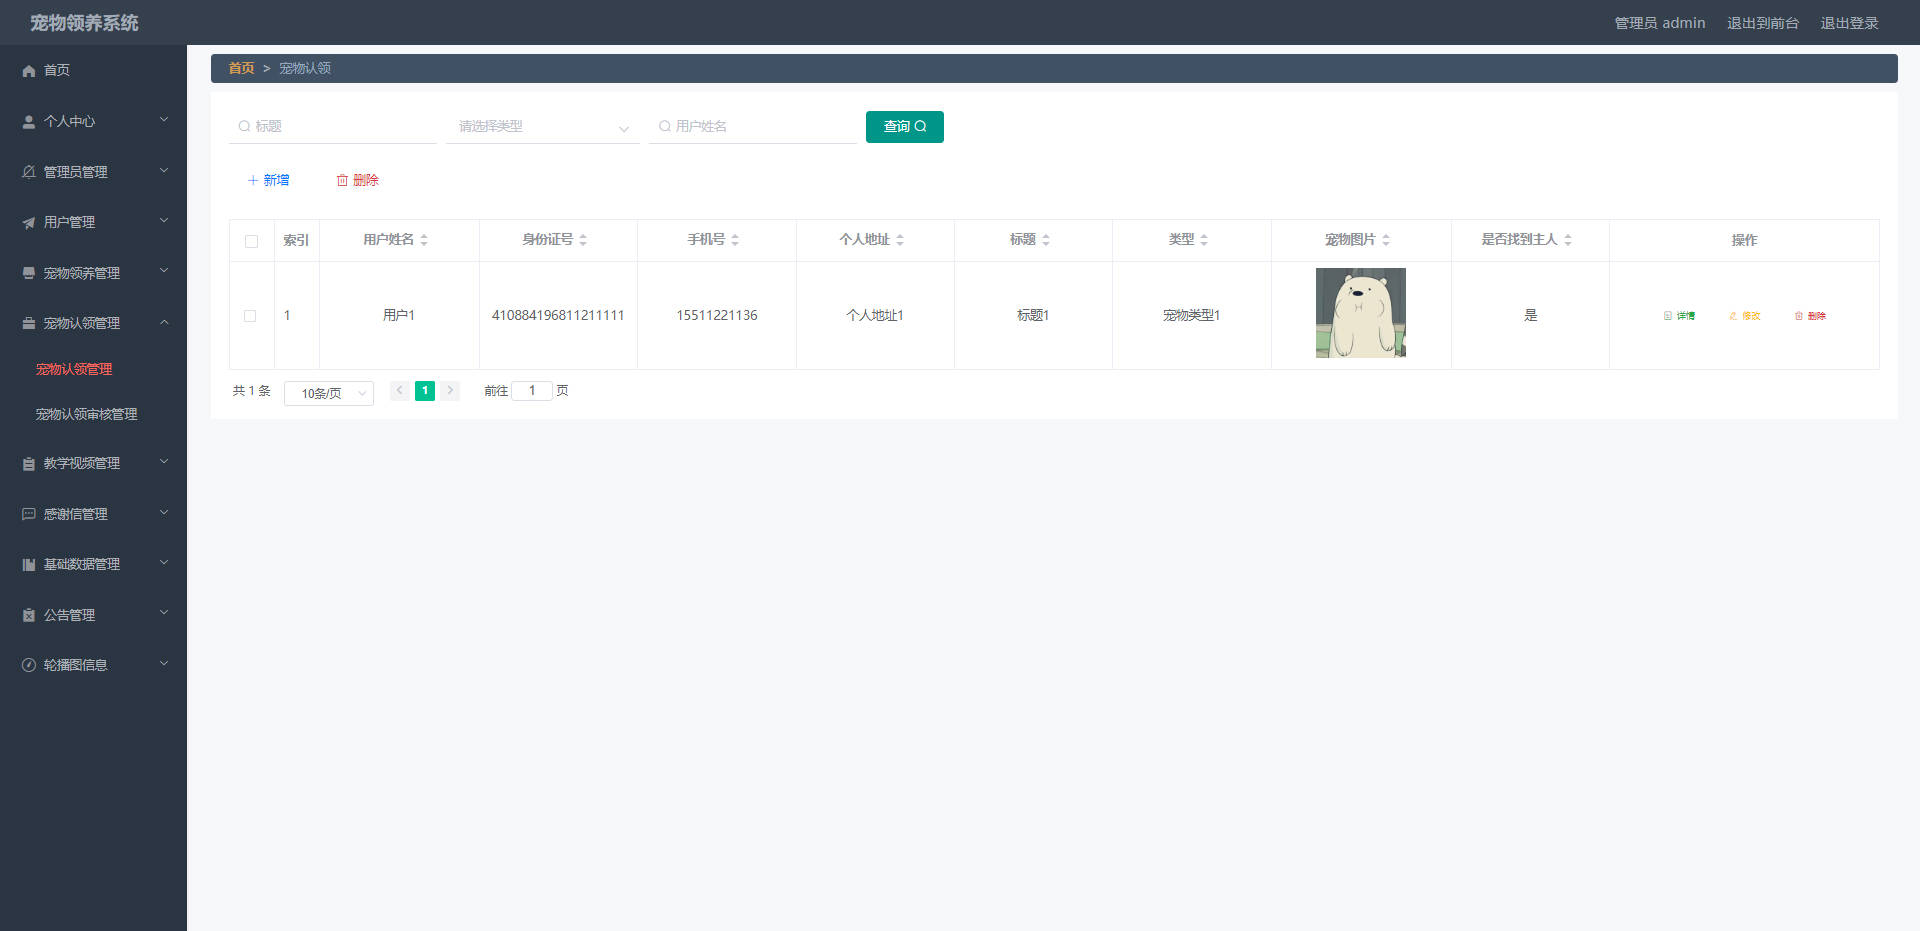 宠物领养系统
管理员 admin 退出到前台 退出登录
首页
个人中心
管理员管理
用户管理
宠物领养管理
宠物认领管理
宠物认领管理
宠物认领审核管理
教学视频管理
感谢信管理
基础数据管理
公告管理
轮播图信息
首页 > 宠物认领
标题 请选择类型 用户姓名 查询
新增 删除
索引 用户姓名 身份证号 手机号 个人地址 标题 类型 宠物图片 是否找到主人 操作
1 用户1 410884196811211111 15511221136 个人地址1 标题1 宠物类型1 是 详情 修改 删除
共 1 条 10条/页 1 前往 1 页